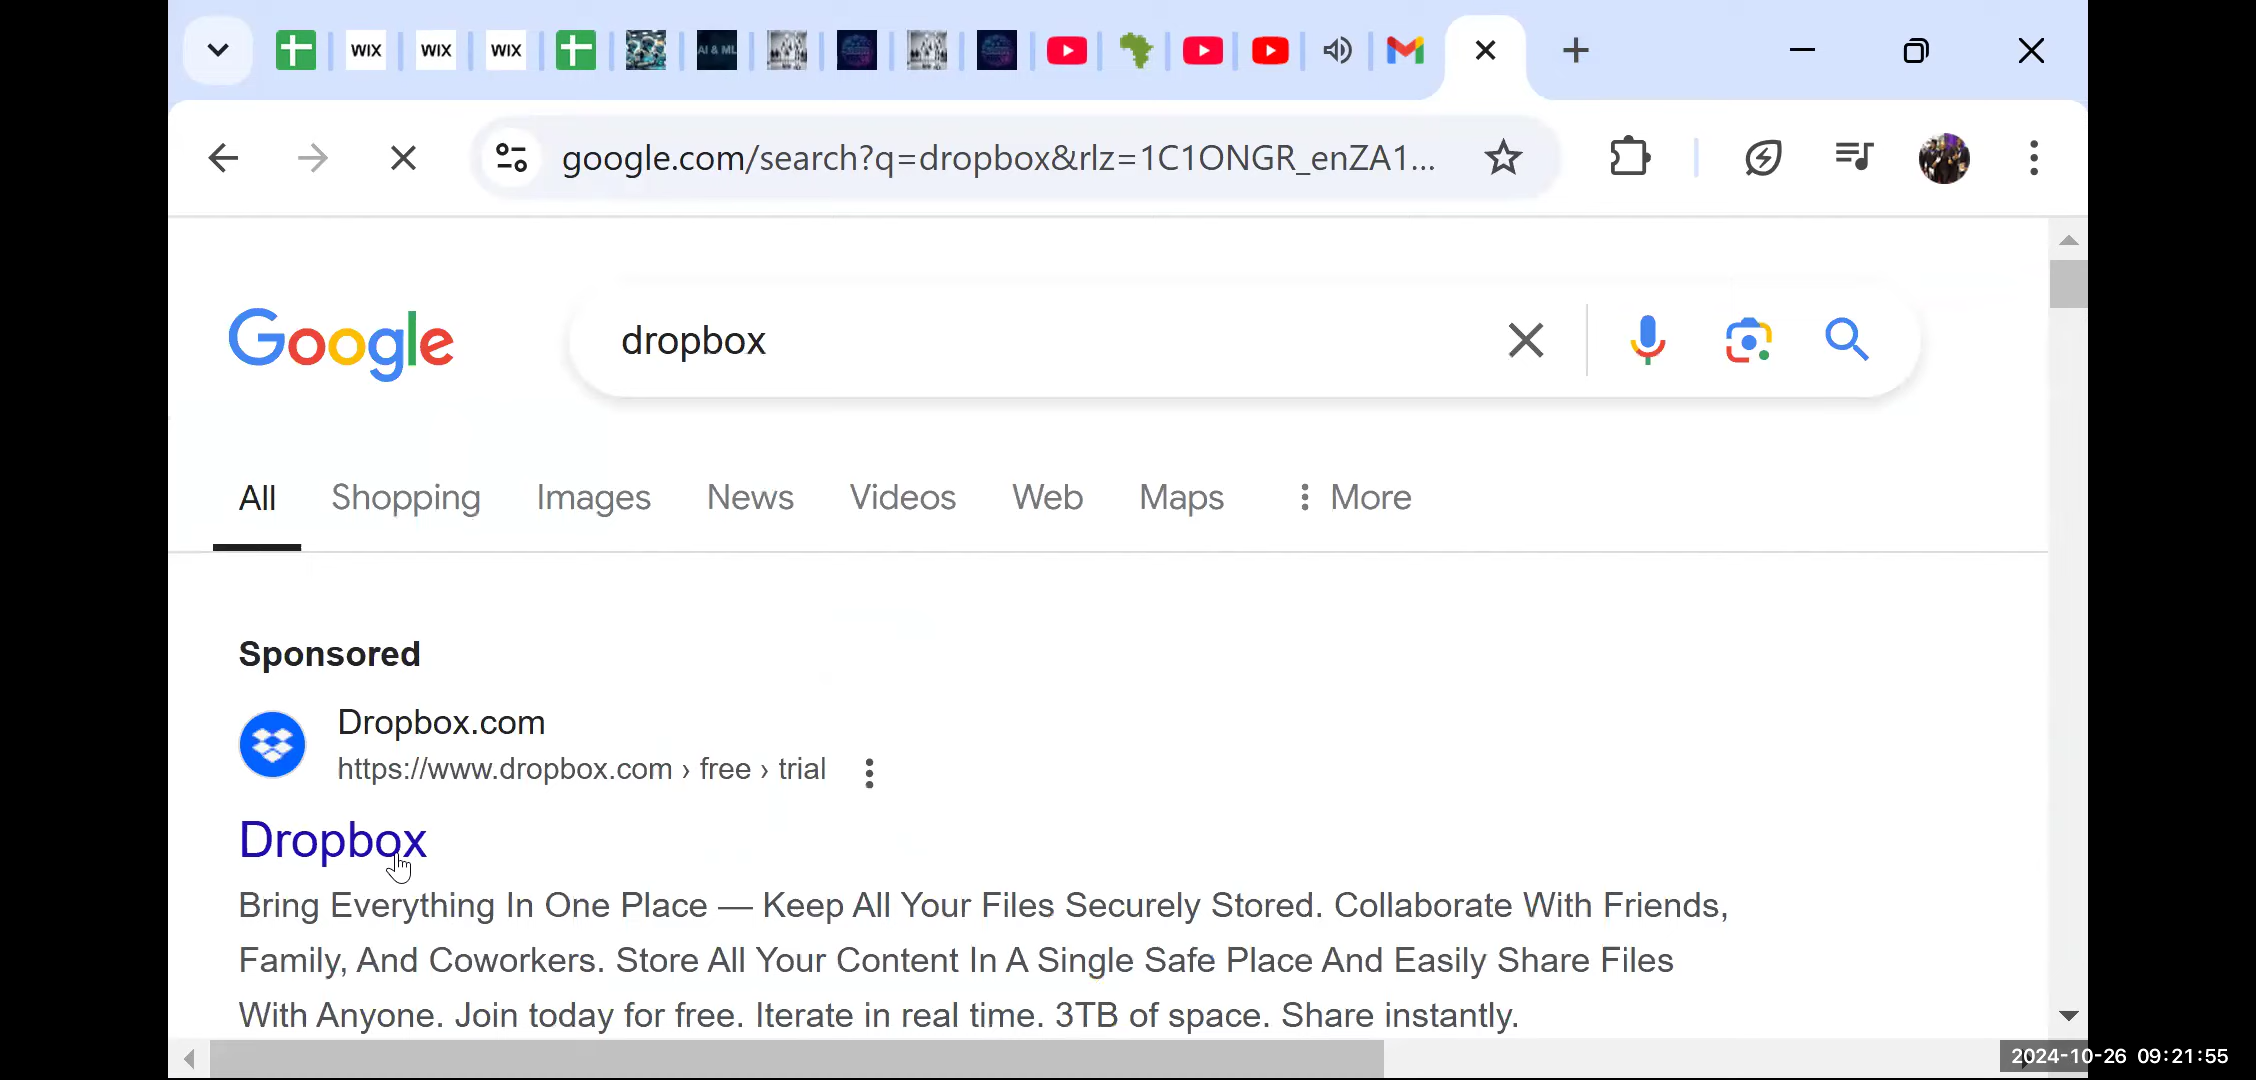 WIX
WIX
WIX
AI & ML
google.com/search?q=dropbox&rlz=1C1ONGR_enZA1...
Google
dropbox
All Shopping Images News Videos Web Maps More
Sponsored
Dropbox.com
https://www.dropbox.com › free › trial
Dropbox
Bring Everything In One Place — Keep All Your Files Securely Stored. Collaborate With Friends,
Family, And Coworkers. Store All Your Content In A Single Safe Place And Easily Share Files
With Anyone. Join today for free. Iterate in real time. 3TB of space. Share instantly.
2024-10-26 09:21:55